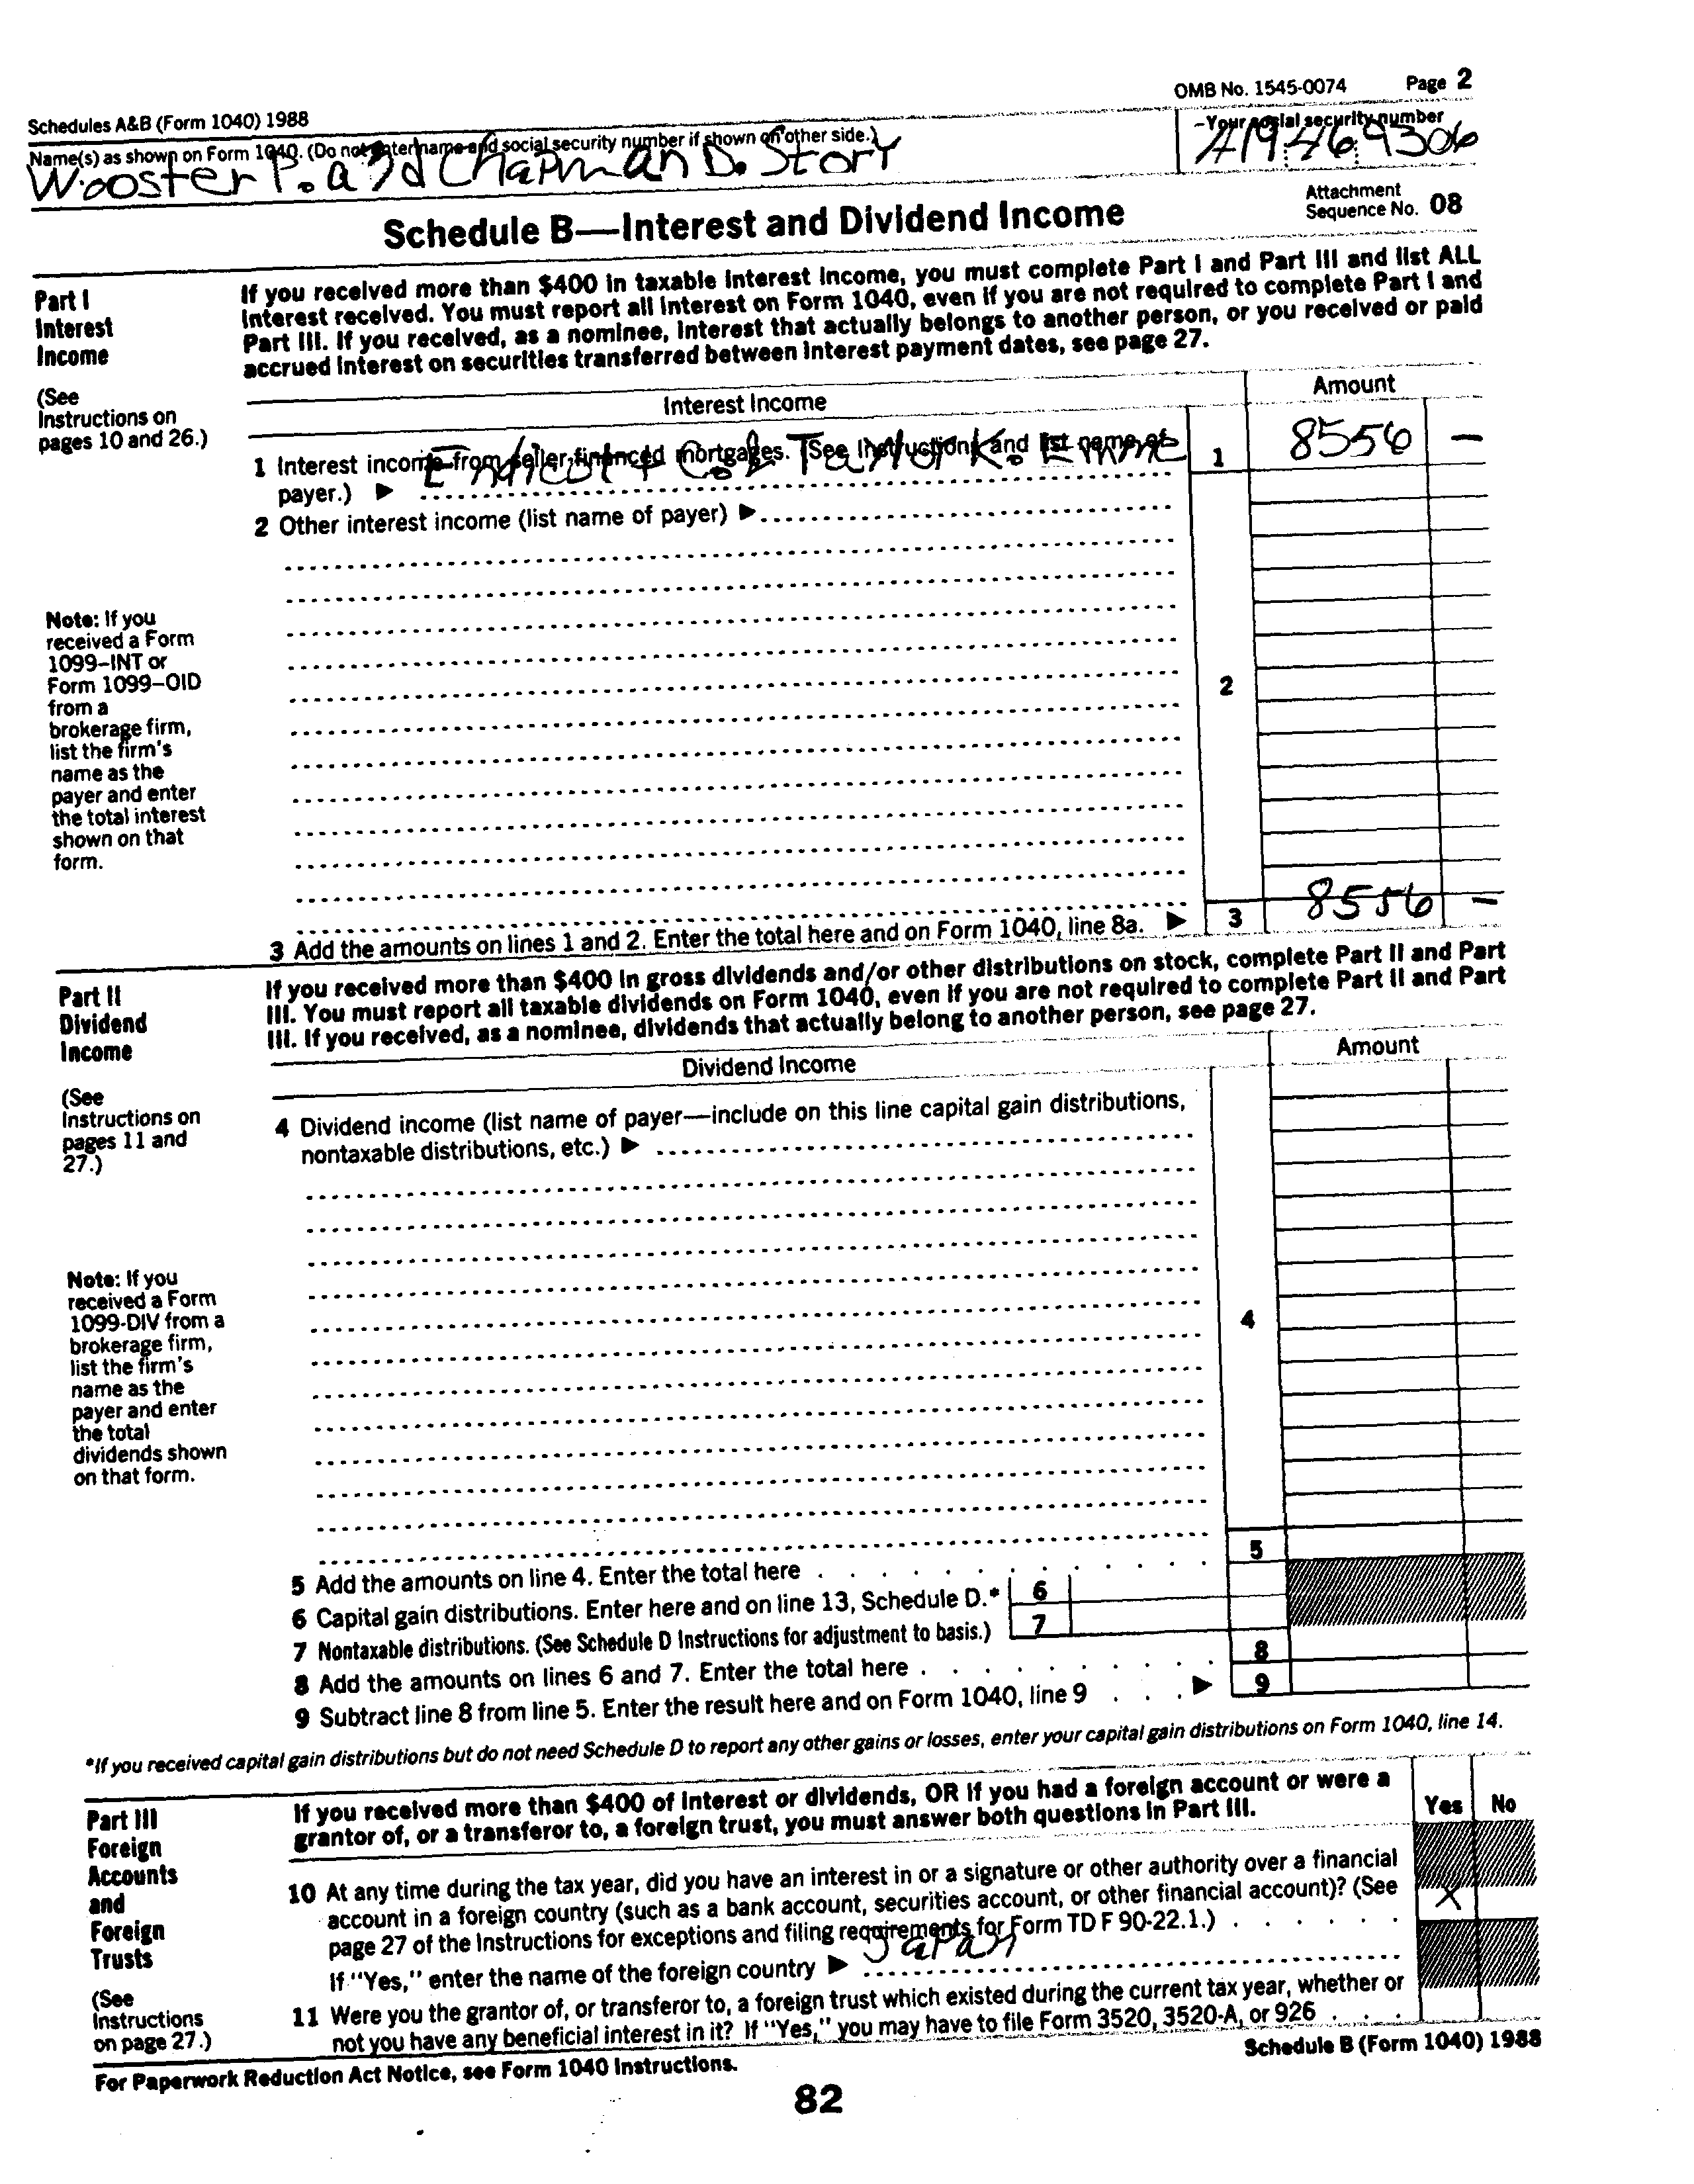 OMB No. 1545-0074 Page 2
Schedules A&B (Form 1040) 1988
Name(s) as shown on Form 1040. (Do not enter name and social security number if shown on other side.)
Your social security number
Wooster P. and Chapman D. Story
419469306
Attachment
Sequence No. 08
Schedule B—Interest and Dividend Income
Part I
Interest
Income
(See
Instructions on
pages 10 and 26.)
If you received more than $400 in taxable interest income, you must complete Part I and Part III and list ALL
interest received. You must report all interest on Form 1040, even if you are not required to complete Part I and
Part III. If you received, as a nominee, interest that actually belongs to another person, or you received or paid
accrued interest on securities transferred between interest payment dates, see page 27.
Interest Income
Amount
1 Interest income from seller-financed mortgages. (See Instructions and list name of
payer.) ▶
Taylor K. 
1 8556 —
2 Other interest income (list name of payer) ▶
2
Note: If you
received a Form
1099-INT or
Form 1099-OID
from a
brokerage firm,
list the firm's
name as the
payer and enter
the total interest
shown on that
form.
3 Add the amounts on lines 1 and 2. Enter the total here and on Form 1040, line 8a. ▶ 3 8556 —
Part II
Dividend
Income
(See
Instructions on
pages 11 and
27.)
If you received more than $400 in gross dividends and/or other distributions on stock, complete Part II and Part
III. You must report all taxable dividends on Form 1040, even if you are not required to complete Part II and Part
III. If you received, as a nominee, dividends that actually belong to another person, see page 27.
Dividend Income
Amount
4 Dividend income (list name of payer—include on this line capital gain distributions,
nontaxable distributions, etc.) ▶
4
Note: If you
received a Form
1099-DIV from a
brokerage firm,
list the firm's
name as the
payer and enter
the total
dividends shown
on that form.
5 Add the amounts on line 4. Enter the total here 5
6 Capital gain distributions. Enter here and on line 13, Schedule D.* 6
7 Nontaxable distributions. (See Schedule D Instructions for adjustment to basis.) 7
8 Add the amounts on lines 6 and 7. Enter the total here 8
9 Subtract line 8 from line 5. Enter the result here and on Form 1040, line 9 ▶ 9
*If you received capital gain distributions but do not need Schedule D to report any other gains or losses, enter your capital gain distributions on Form 1040, line 14.
Part III
Foreign
Accounts
and
Foreign
Trusts
(See
Instructions
on page 27.)
If you received more than $400 of interest or dividends, OR if you had a foreign account or were a
grantor of, or a transferor to, a foreign trust, you must answer both questions in Part III.
Yes No
10 At any time during the tax year, did you have an interest in or a signature or other authority over a financial
account in a foreign country (such as a bank account, securities account, or other financial account)? (See
page 27 of the Instructions for exceptions and filing requirements for Form TD F 90-22.1.) X
If "Yes," enter the name of the foreign country ▶ Japan
11 Were you the grantor of, or transferor to, a foreign trust which existed during the current tax year, whether or
not you have any beneficial interest in it? If "Yes," you may have to file Form 3520, 3520-A, or 926
For Paperwork Reduction Act Notice, see Form 1040 Instructions.
Schedule B (Form 1040) 1988
82